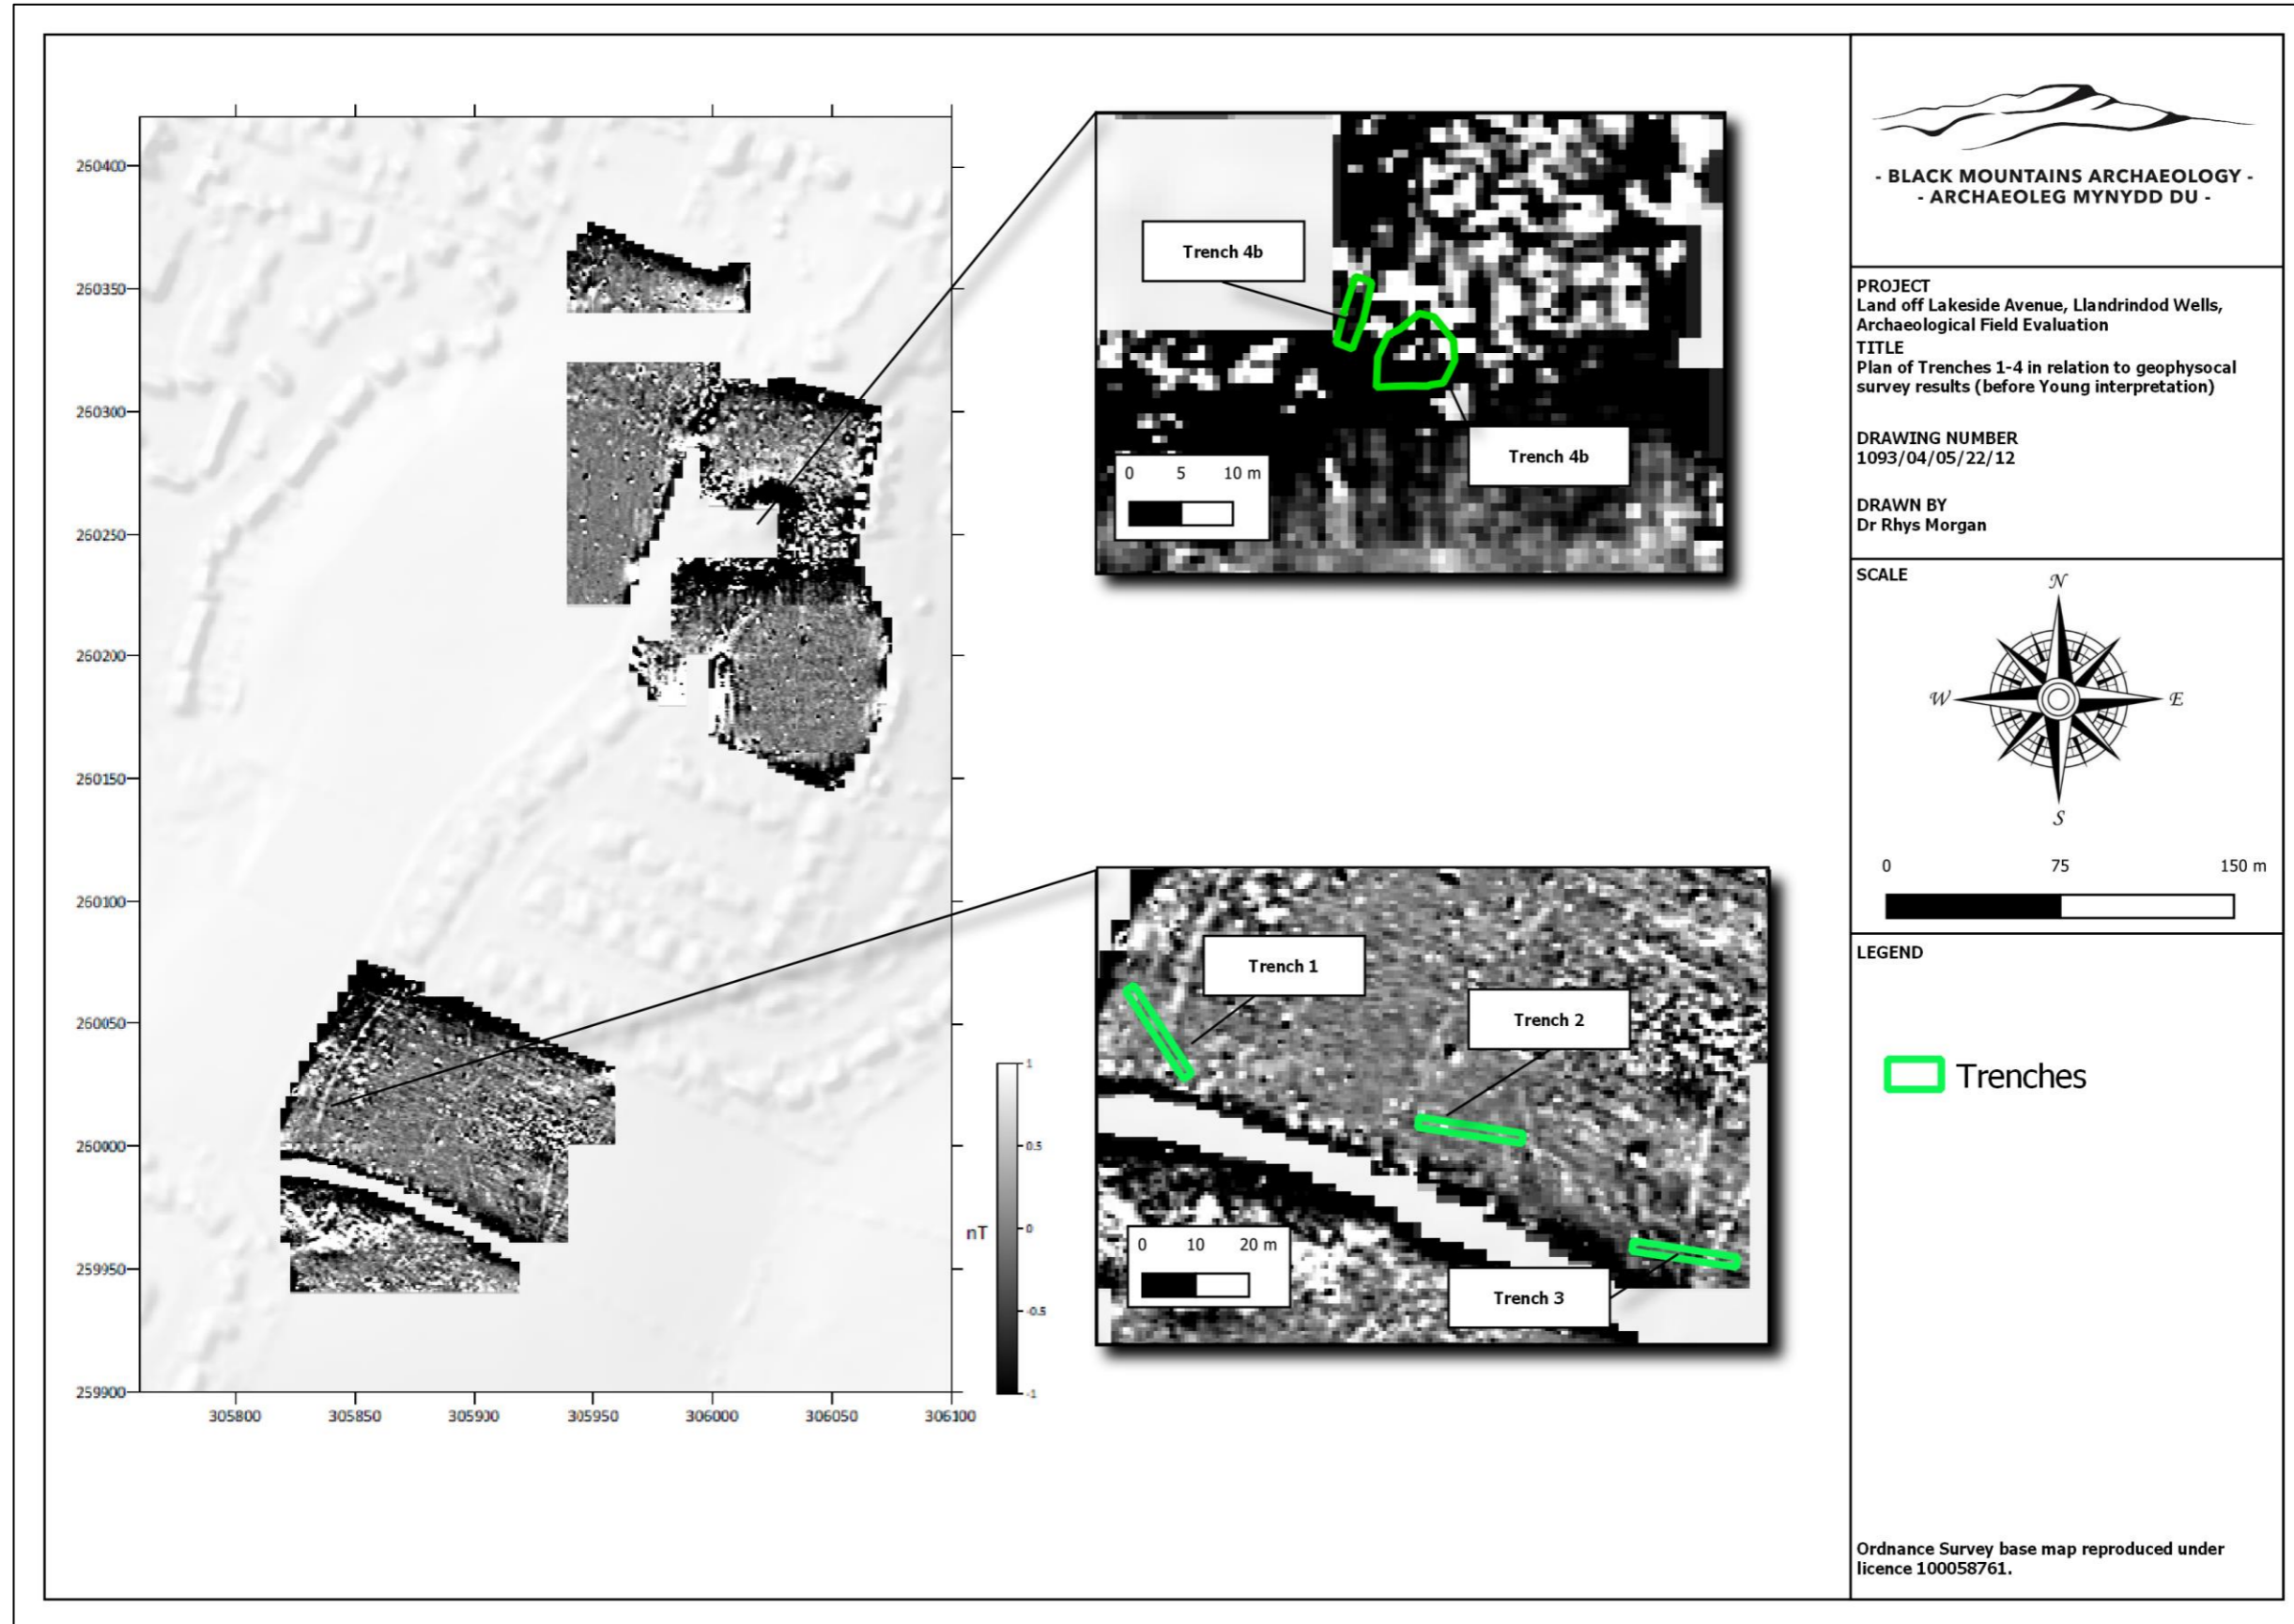 260400
260350
260300
260250
260200
260150
260100
260050
260000
259950
259900
305800
305850
305900
305950
306000
306050
306100
nT
1
0.5
0
-0.5
-1
Trench 4b
Trench 4b
0 5 10 m
Trench 1
Trench 2
Trench 3
0 10 20 m
- BLACK MOUNTAINS ARCHAEOLOGY -
- ARCHAEOLEG MYNYDD DU -
PROJECT
Land off Lakeside Avenue, Llandrindod Wells,
Archaeological Field Evaluation
TITLE
Plan of Trenches 1-4 in relation to geophysocal
survey results (before Young interpretation)
DRAWING NUMBER
1093/04/05/22/12
DRAWN BY
Dr Rhys Morgan
SCALE
N
W E
S
0 75 150 m
LEGEND
Trenches
Ordnance Survey base map reproduced under
licence 100058761.